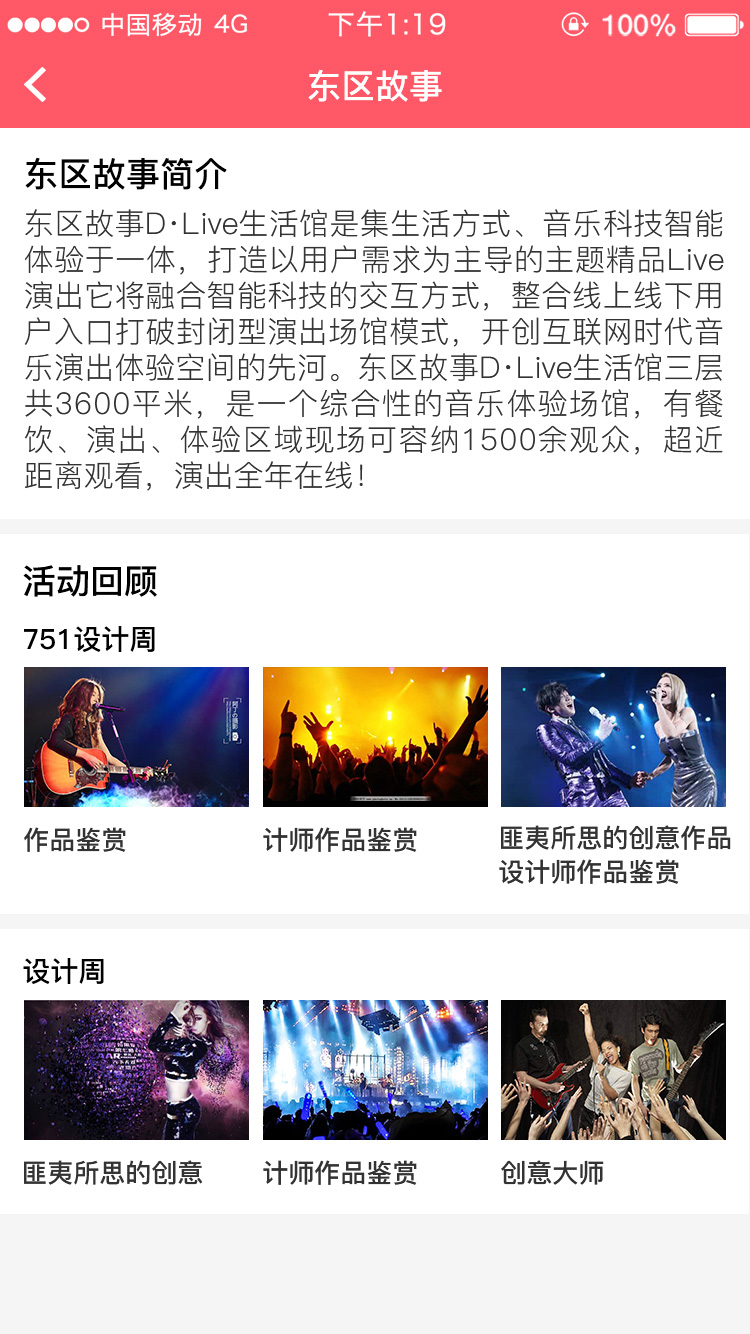 中国移动 4G 下午1:19 100%
东区故事
东区故事简介
东区故事D·Live生活馆是集生活方式、音乐科技智能
体验于一体，打造以用户需求为主导的主题精品Live
演出它将融合智能科技的交互方式，整合线上线下用
户入口打破封闭型演出场馆模式，开创互联网时代音
乐演出体验空间的先河。东区故事D·Live生活馆三层
共3600平米，是一个综合性的音乐体验场馆，有餐
饮、演出、体验区域现场可容纳1500余观众，超近
距离观看，演出全年在线！
活动回顾
751设计周
作品鉴赏
计师作品鉴赏
匪夷所思的创意作品
设计师作品鉴赏
设计周
匪夷所思的创意
计师作品鉴赏
创意大师